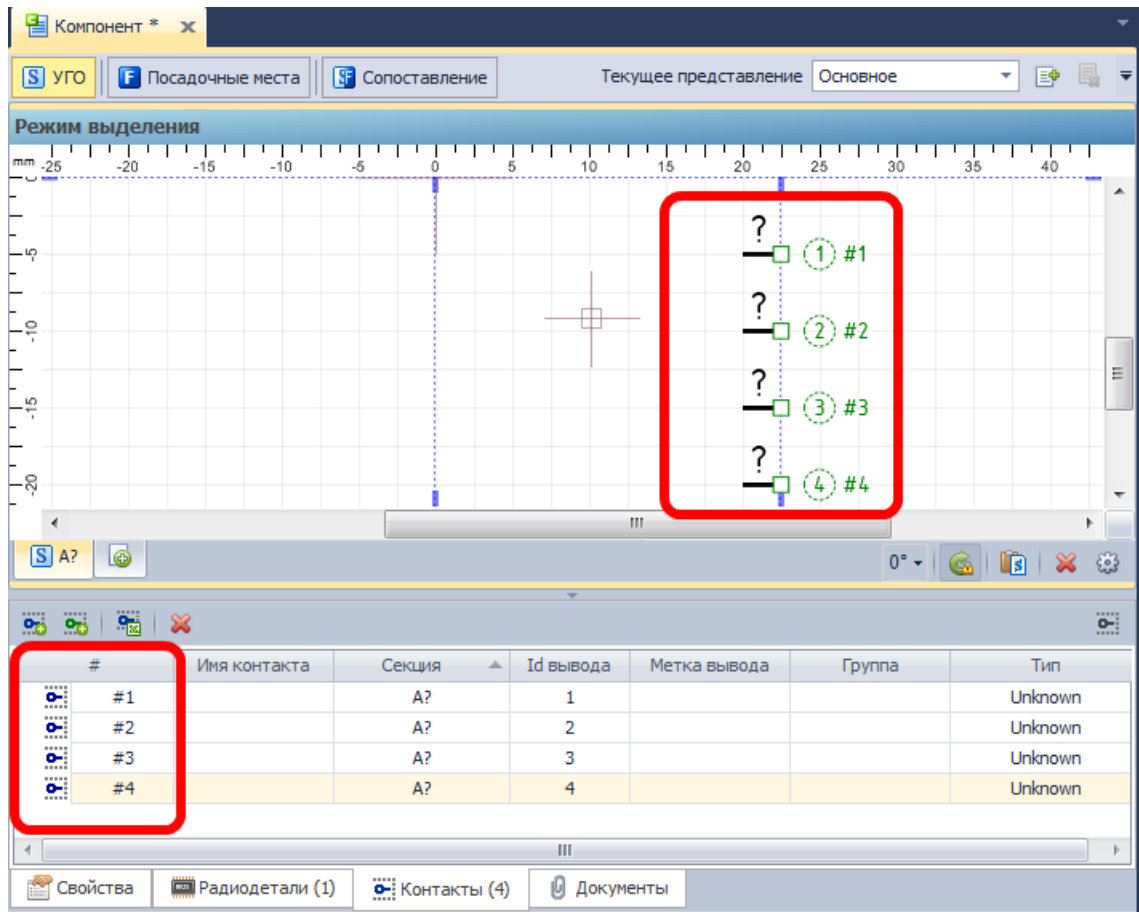 Компонент *
S УГО F Посадочные места SF Сопоставление Текущее представление Основное
Режим выделения
mm -25 -20 -15 -10 -5 0 5 10 15 20 25 30 35 40
?
-5 1 #1
?
-10 2 #2
?
-15 3 #3
?
-20 4 #4
S A? 0°
# Имя контакта Секция Id вывода Метка вывода Группа Тип
#1 A? 1 Unknown
#2 A? 2 Unknown
#3 A? 3 Unknown
#4 A? 4 Unknown
Свойства Радиодетали (1) Контакты (4) Документы